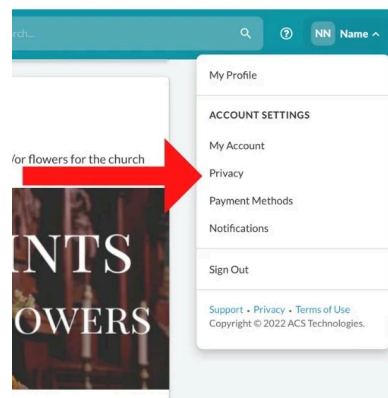 rch...
NN Name
My Profile
ACCOUNT SETTINGS
My Account
/or flowers for the church
Privacy
Payment Methods
Notifications
INTS
Sign Out
OWERS
Support • Privacy • Terms of Use
Copyright © 2022 ACS Technologies.